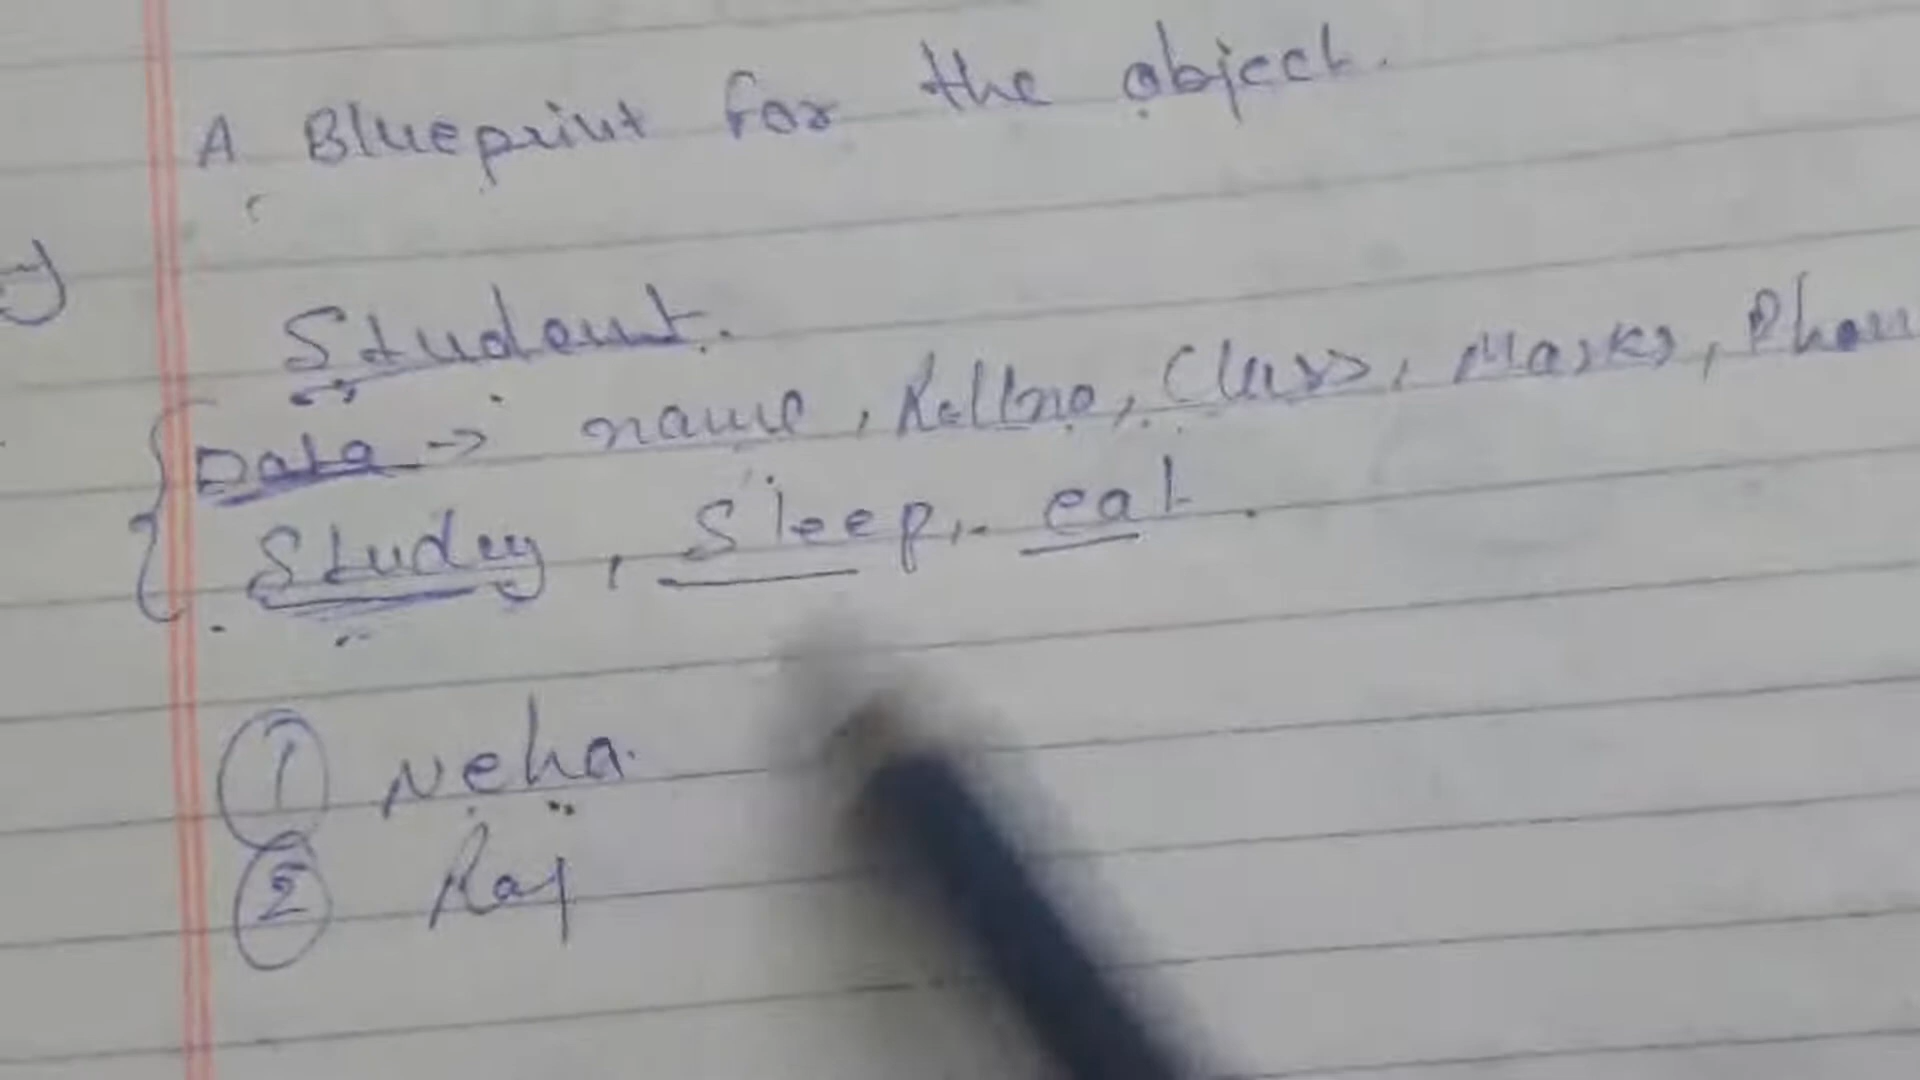 A Blueprint for the object.
Student.
Data → name, Rollno, Class, Marks,
Study, Sleep, eat.
1 Neha.
2 Raj